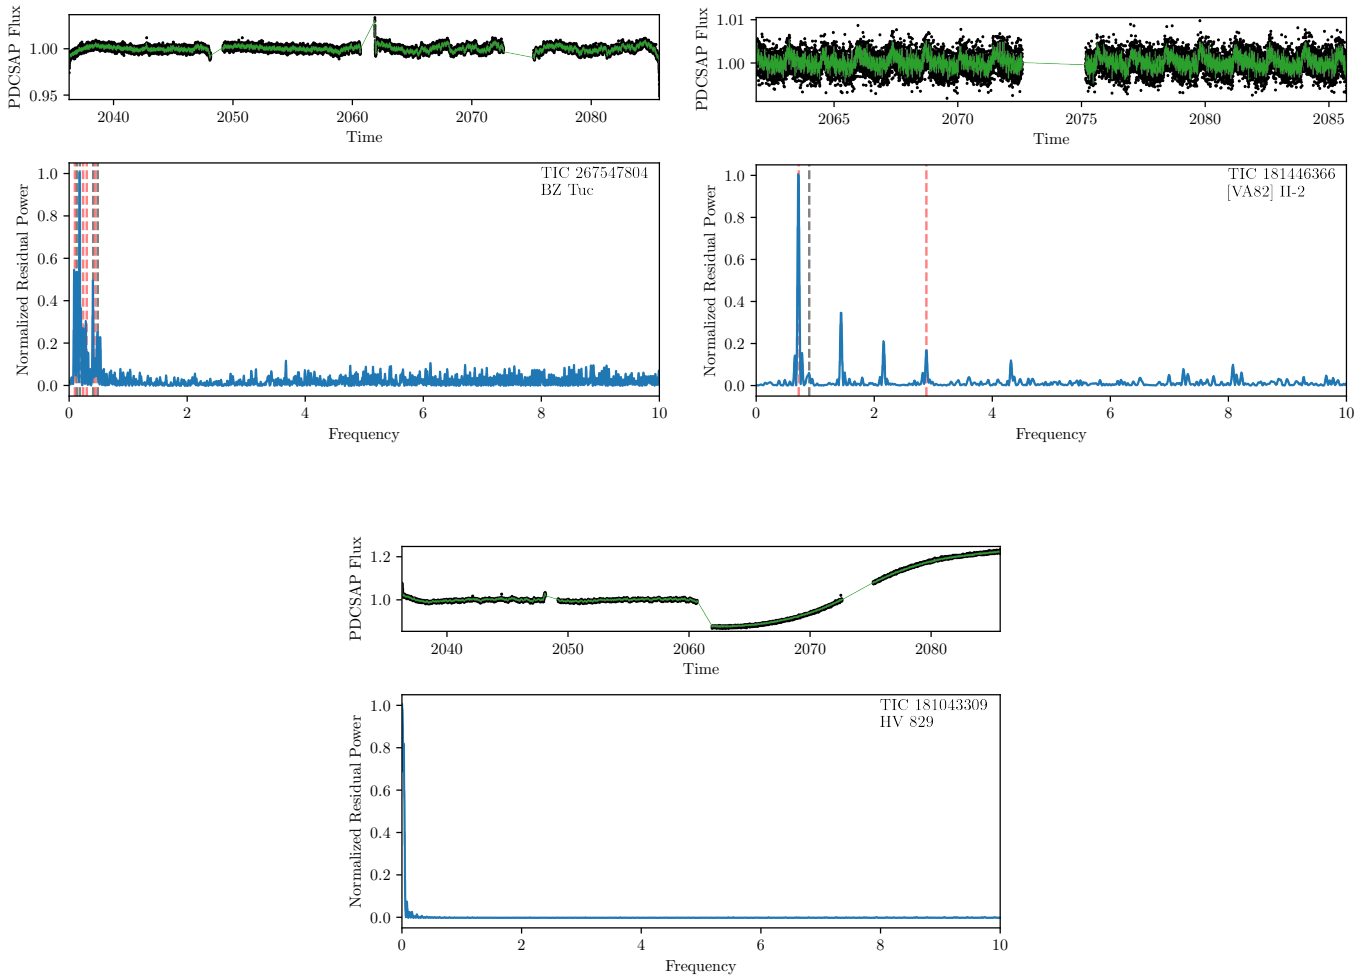 PDCSAP Flux
1.00
0.95
2040 2050 2060 2070 2080
Time
Normalized Residual Power
1.0
0.8
0.6
0.4
0.2
0.0
TIC 267547804
BZ Tuc
0 2 4 6 8 10
Frequency
PDCSAP Flux
1.01
1.00
2065 2070 2075 2080 2085
Time
Normalized Residual Power
1.0
0.8
0.6
0.4
0.2
0.0
TIC 181446366
[VA82] II-2
0 2 4 6 8 10
Frequency
PDCSAP Flux
1.2
1.0
2040 2050 2060 2070 2080
Time
Normalized Residual Power
1.0
0.8
0.6
0.4
0.2
0.0
TIC 181043309
HV 829
0 2 4 6 8 10
Frequency